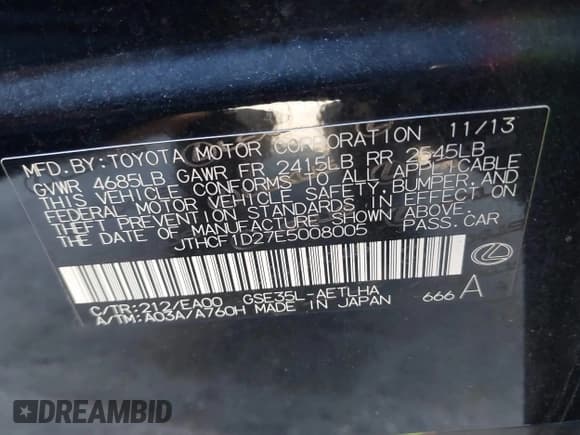 MFD. BY: TOYOTA MOTOR CORPORATION 11/13
GVWR 4685LB GAWR FR 2415LB RR 2545LB
THIS VEHICLE CONFORMS TO ALL APPLICABLE
FEDERAL MOTOR VEHICLE SAFETY, BUMPER, AND
THEFT PREVENTION STANDARDS IN EFFECT ON
THE DATE OF MANUFACTURE SHOWN ABOVE.
JTHCF1D27E5008005 PASS. CAR
C/TR:212/EA00 GSE35L-AETLHA
A/TM:A03A/A760H MADE IN JAPAN 666 A
DREAMBID